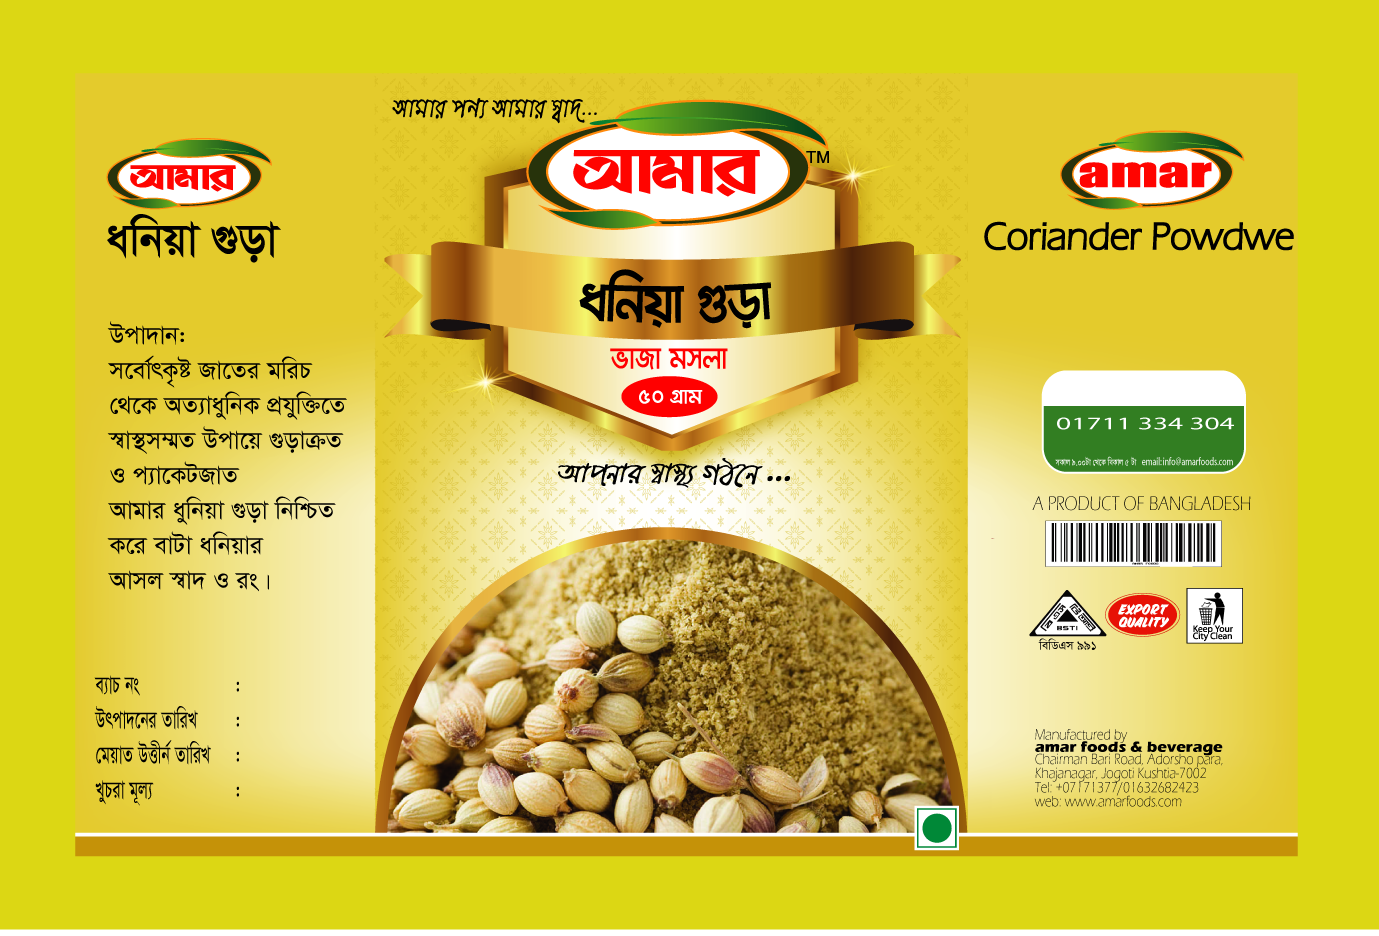 আমার
ধনিয়া গুড়া
উপাদান:
সর্বোৎকৃষ্ট জাতের মরিচ
থেকে অত্যাধুনিক প্রযুক্তিতে
স্বাস্থসম্মত উপায়ে গুড়াক্রত
ও প্যাকেটজাত
আমার ধুনিয়া গুড়া নিশ্চিত
করে বাটা ধনিয়ার
আসল স্বাদ ও রং।
ব্যাচ নং :
উৎপাদনের তারিখ :
মেয়াত উত্তীর্ন তারিখ :
খুচরা মূল্য :
আমার পন্য আমার স্বাদ...
আমার TM
ধনিয়া গুড়া
ভাজা মসলা
৫০ গ্রাম
আপনার স্বাস্থ্য গঠনে ...
amar
Coriander Powdwe
01711 334 304
সকাল ৯.০০টা থেকে বিকাল ৫ টা email:info@amarfoods.com
A PRODUCT OF BANGLADESH
BSTI
বিডিএস ৯৯১
EXPORT
QUALITY
Keep Your
City Clean
Manufactured by
amar foods & beverage
Chairman Bari Road, Adorsho para,
Khajanagar, Jogoti Kushtia-7002
Tel: +07171377/01632682423
web: www.amarfoods.com